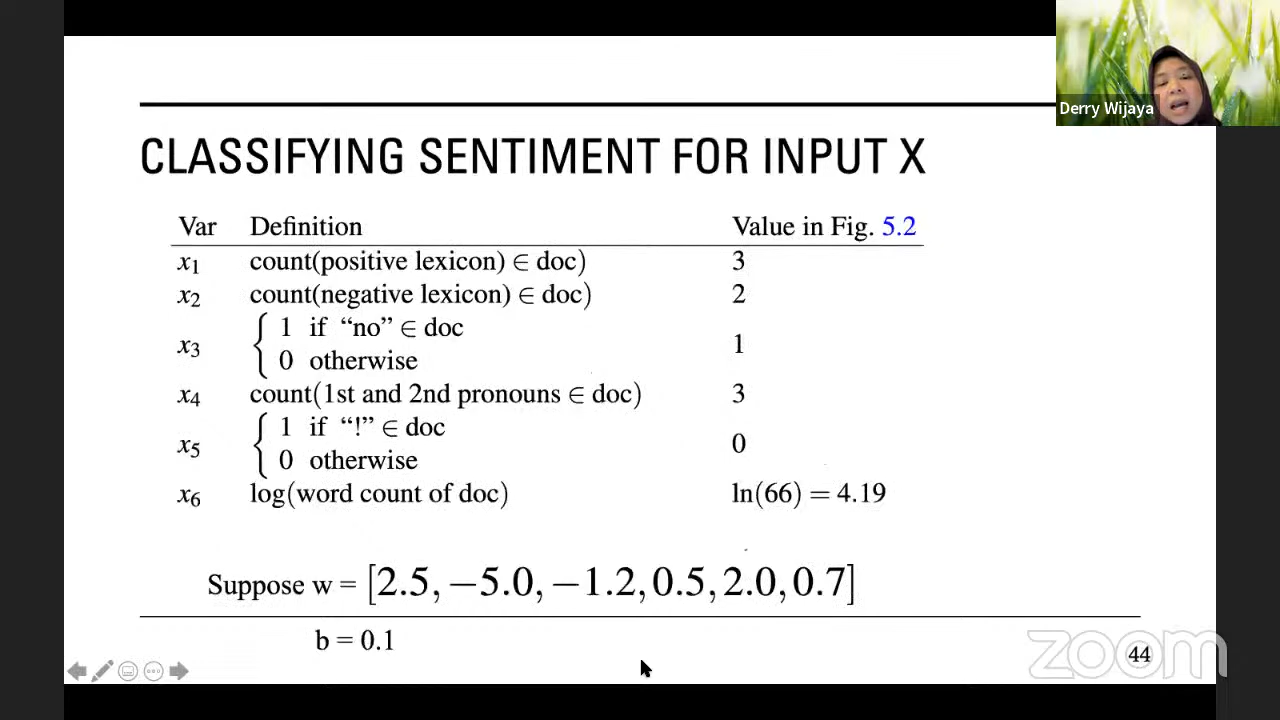 Derry Wijaya
CLASSIFYING SENTIMENT FOR INPUT X
Var Definition Value in Fig. 5.2
x1 count(positive lexicon) ∈ doc) 3
x2 count(negative lexicon) ∈ doc) 2
x3 { 1 if “no” ∈ doc 1
0 otherwise
x4 count(1st and 2nd pronouns ∈ doc) 3
x5 { 1 if “!” ∈ doc 0
0 otherwise
x6 log(word count of doc) ln(66) = 4.19
Suppose w = [2.5, −5.0, −1.2, 0.5, 2.0, 0.7]
b = 0.1
zoom
44